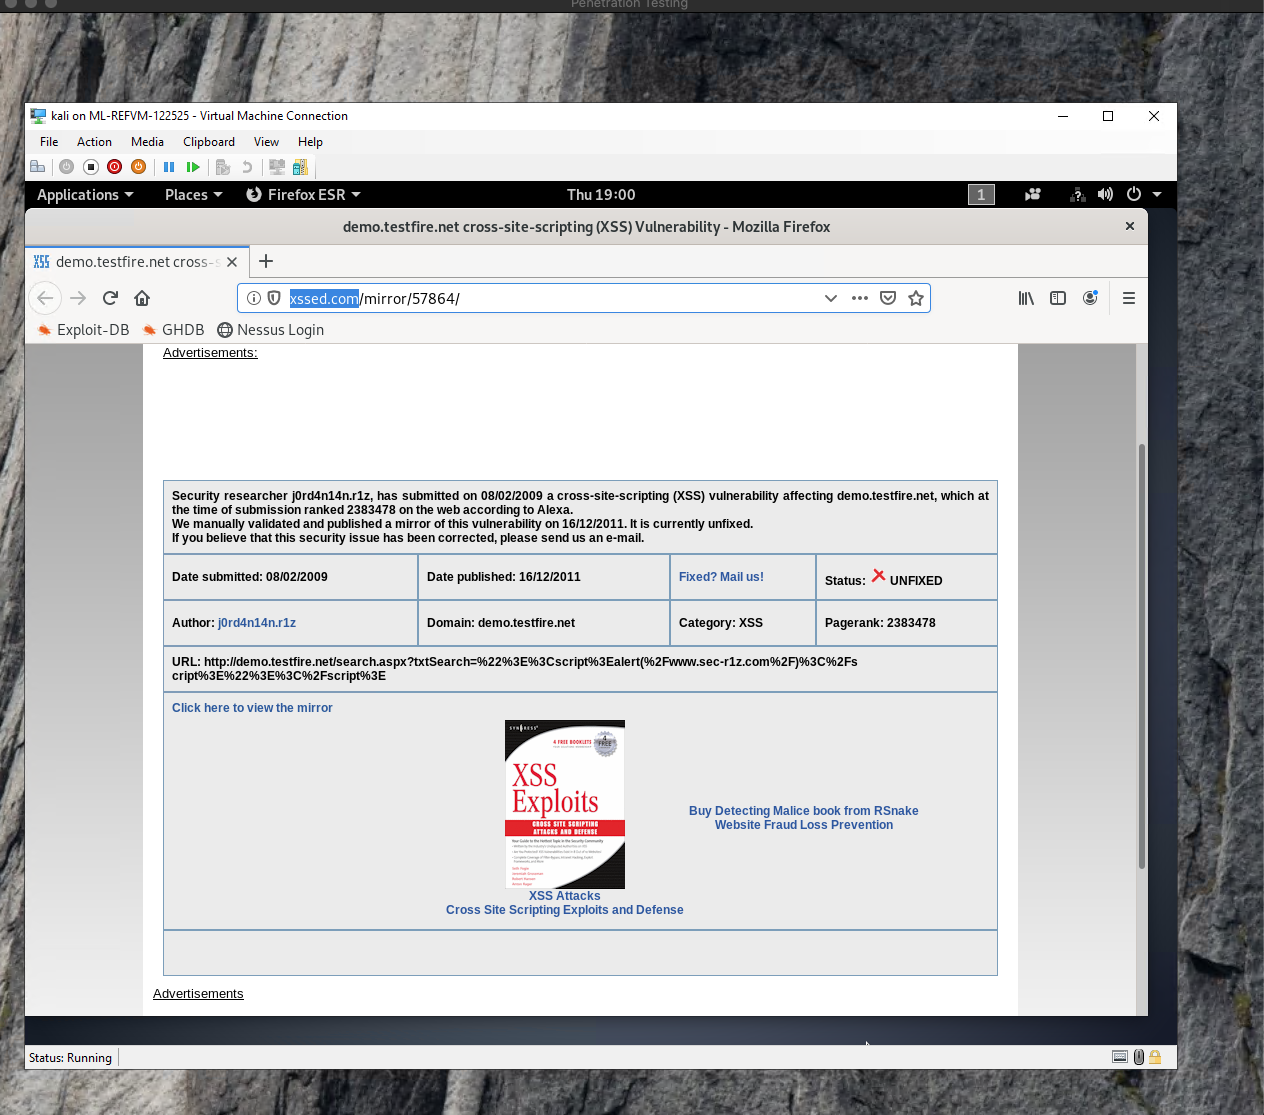 Penetration Testing
kali on ML-REFVM-122525 - Virtual Machine Connection
File Action Media Clipboard View Help
Applications Places Firefox ESR Thu 19:00 1
demo.testfire.net cross-site-scripting (XSS) Vulnerability - Mozilla Firefox
XSS demo.testfire.net cross-s
xssed.com/mirror/57864/
Exploit-DB GHDB Nessus Login
Advertisements:
Security researcher j0rd4n14n.r1z, has submitted on 08/02/2009 a cross-site-scripting (XSS) vulnerability affecting demo.testfire.net, which at
the time of submission ranked 2383478 on the web according to Alexa.
We manually validated and published a mirror of this vulnerability on 16/12/2011. It is currently unfixed.
If you believe that this security issue has been corrected, please send us an e-mail.
Date submitted: 08/02/2009 Date published: 16/12/2011 Fixed? Mail us! Status: UNFIXED
Author: j0rd4n14n.r1z Domain: demo.testfire.net Category: XSS Pagerank: 2383478
URL: http://demo.testfire.net/search.aspx?txtSearch=%22%3E%3Cscript%3Ealert(%2Fwww.sec-r1z.com%2F)%3C%2Fs
cript%3E%22%3E%3C%2Fscript%3E
Click here to view the mirror
SYNGRESS
4 FREE BOOKLETS
4 FREE
XSS
Exploits
CROSS SITE SCRIPTING
ATTACKS AND DEFENSE
Buy Detecting Malice book from RSnake
Website Fraud Loss Prevention
XSS Attacks
Cross Site Scripting Exploits and Defense
Advertisements
Status: Running